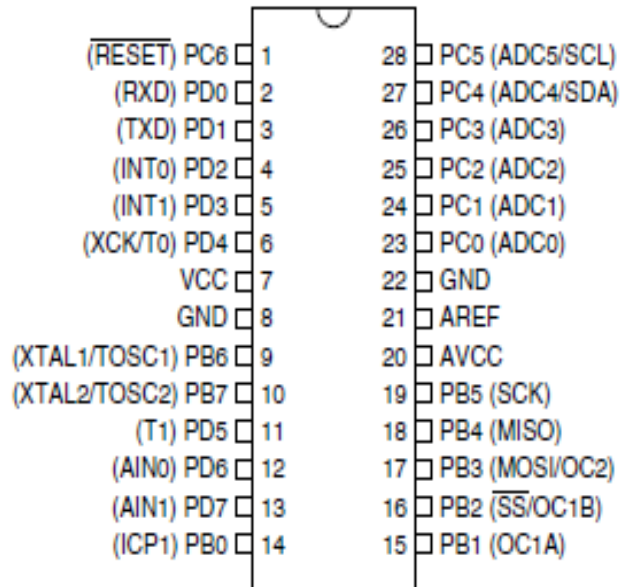 (RESET) PC6 1 28 PC5 (ADC5/SCL)
(RXD) PD0 2 27 PC4 (ADC4/SDA)
(TXD) PD1 3 26 PC3 (ADC3)
(INT0) PD2 4 25 PC2 (ADC2)
(INT1) PD3 5 24 PC1 (ADC1)
(XCK/T0) PD4 6 23 PC0 (ADC0)
VCC 7 22 GND
GND 8 21 AREF
(XTAL1/TOSC1) PB6 9 20 AVCC
(XTAL2/TOSC2) PB7 10 19 PB5 (SCK)
(T1) PD5 11 18 PB4 (MISO)
(AIN0) PD6 12 17 PB3 (MOSI/OC2)
(AIN1) PD7 13 16 PB2 (SS/OC1B)
(ICP1) PB0 14 15 PB1 (OC1A)